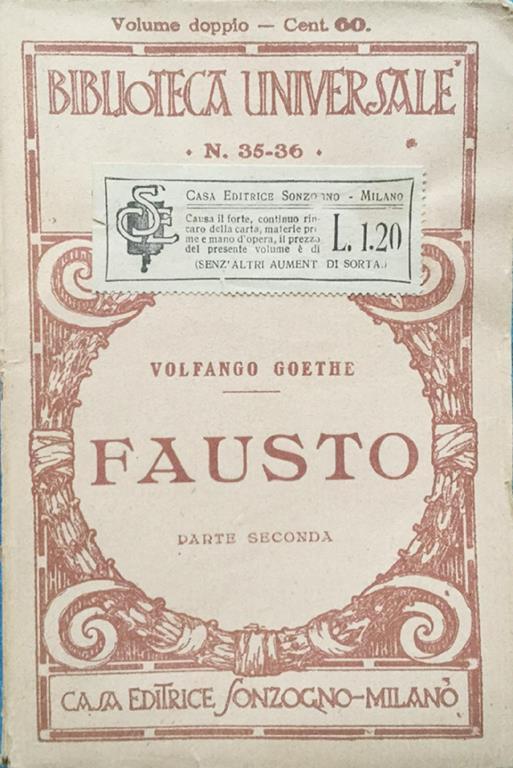 Volume doppio — Cent. 60.
BIBLIOTECA UNIVERSALE
• N. 35-36 •
SCE
CASA EDITRICE SONZOGNO - MILANO
Causa il forte, continuo rin-
caro della carta, materie pri-
me e mano d'opera, il prezzo
del presente volume è di
L. 1.20
(SENZ'ALTRI AUMENTI DI SORTA.)
VOLFANGO GOETHE
FAUSTO
PARTE SECONDA
CASA EDITRICE SONZOGNO-MILANO